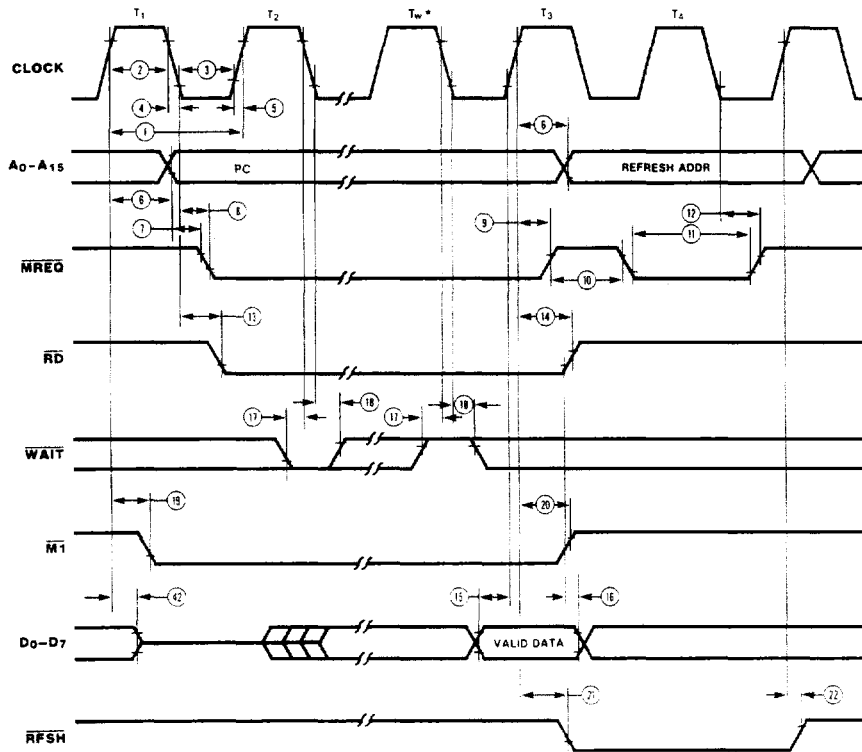 T1 T2 Tw* T3 T4
CLOCK
2 3
4 5
1 6
A0–A15 PC REFRESH ADDR
6 8 12
7 9 11
MREQ
10
13 14
RD
17 18 17 18
WAIT
19 20
M1
42 15 16
D0–D7 VALID DATA
21 22
RFSH